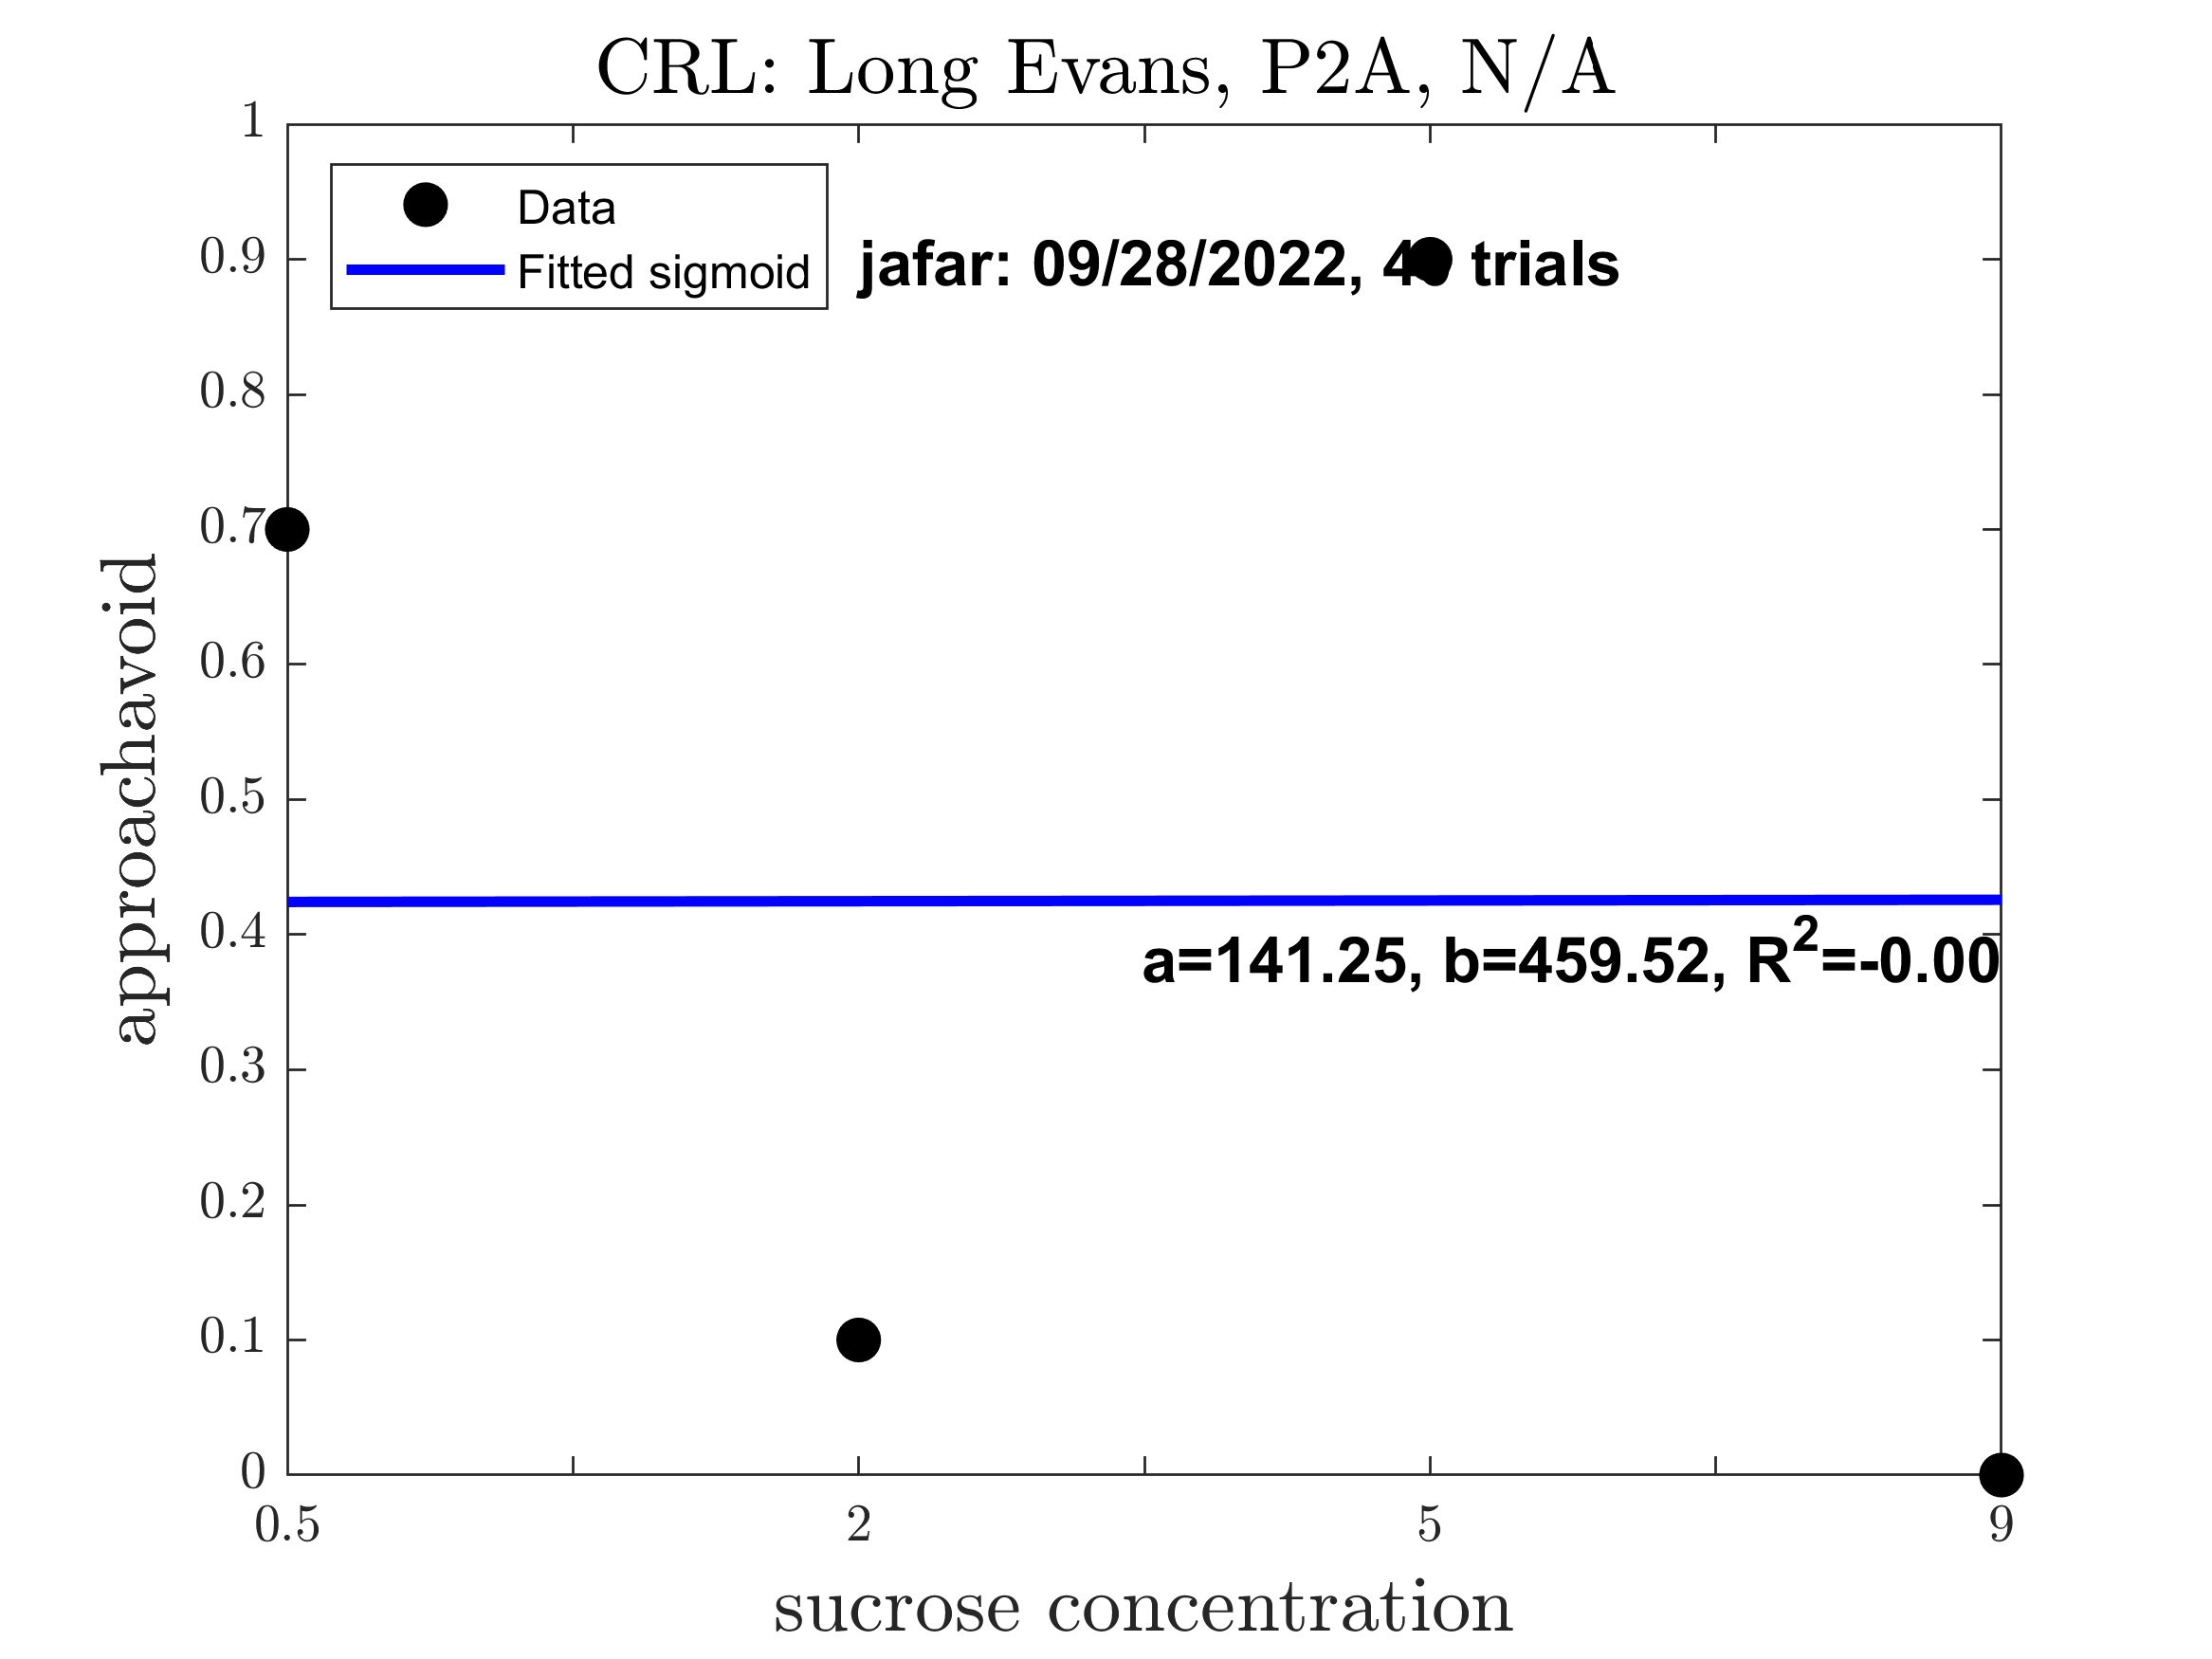 CRL: Long Evans, P2A, N/A
1
Data
Fitted sigmoid
jafar: 09/28/2022, trials
0.9
0.8
0.7
0.6
0.5
0.4
0.3
0.2
0.1
0
approachavoid
a=141.25, b=459.52, R²=-0.00
0.5 2 5 9
sucrose concentration